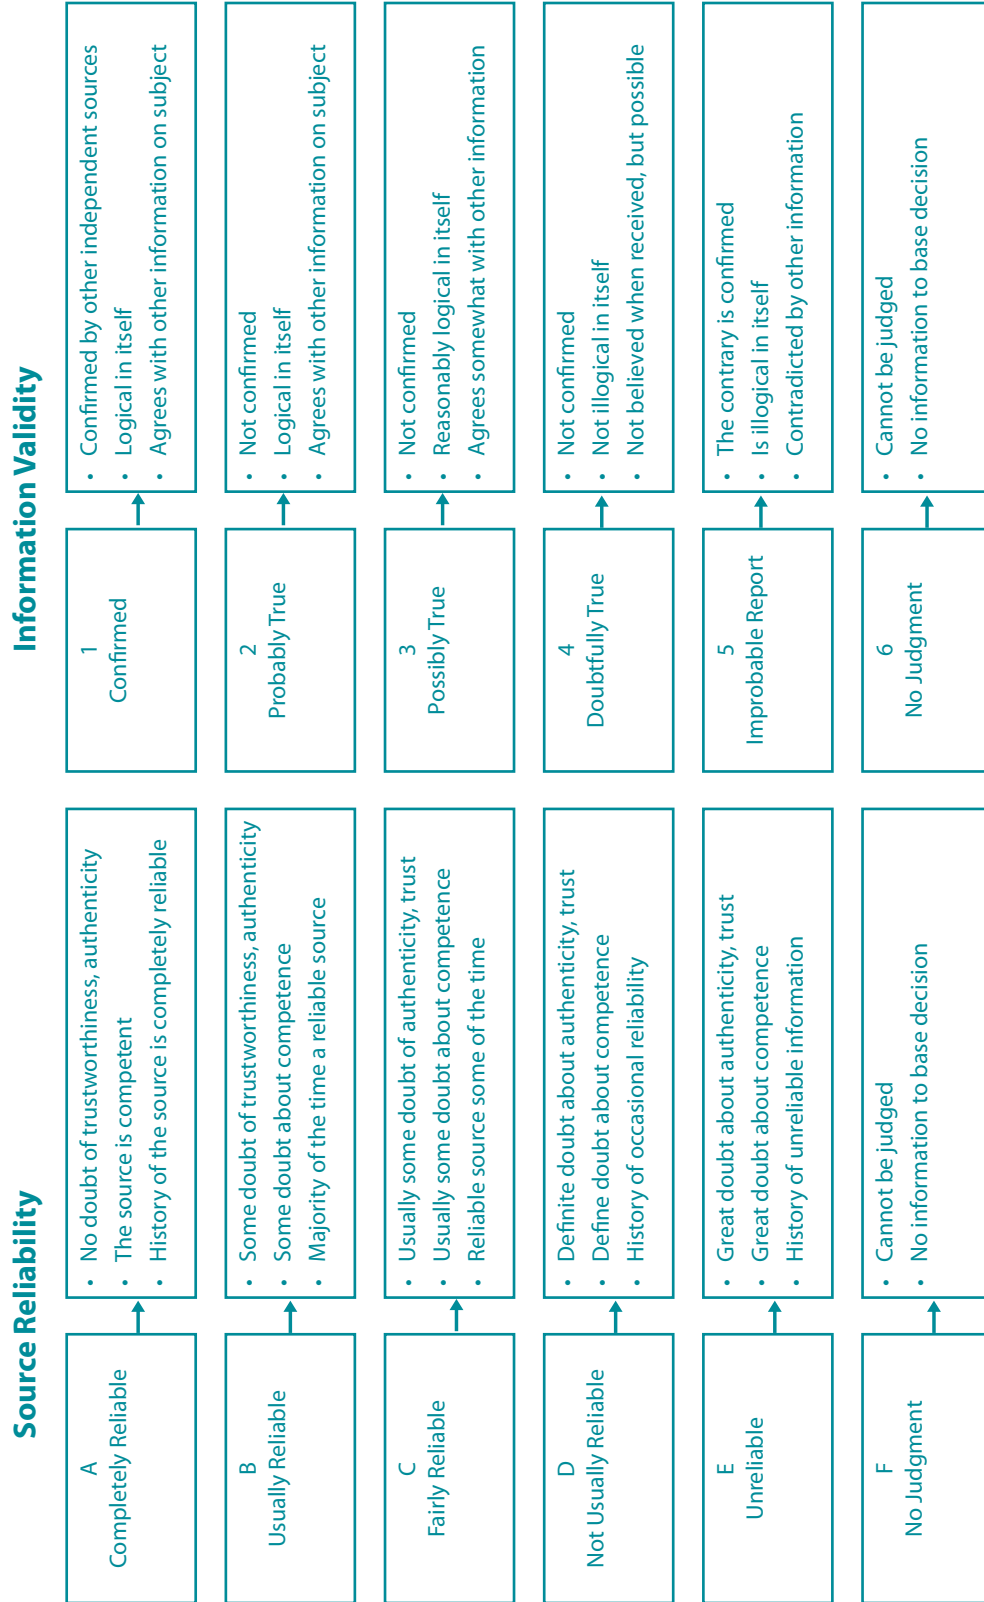 Source Reliability
A
Completely Reliable
• No doubt of trustworthiness, authenticity
• The source is competent
• History of the source is completely reliable
B
Usually Reliable
• Some doubt of trustworthiness, authenticity
• Some doubt about competence
• Majority of the time a reliable source
C
Fairly Reliable
• Usually some doubt of authenticity, trust
• Usually some doubt about competence
• Reliable source some of the time
D
Not Usually Reliable
• Definite doubt about authenticity, trust
• Define doubt about competence
• History of occasional reliability
E
Unreliable
• Great doubt about authenticity, trust
• Great doubt about competence
• History of unreliable information
F
No Judgment
• Cannot be judged
• No information to base decision
Information Validity
1
Confirmed
• Confirmed by other independent sources
• Logical in itself
• Agrees with other information on subject
2
Probably True
• Not confirmed
• Logical in itself
• Agrees with other information on subject
3
Possibly True
• Not confirmed
• Reasonably logical in itself
• Agrees somewhat with other information
4
Doubtfully True
• Not confirmed
• Not illogical in itself
• Not believed when received, but possible
5
Improbable Report
• The contrary is confirmed
• Is illogical in itself
• Contradicted by other information
6
No Judgment
• Cannot be judged
• No information to base decision